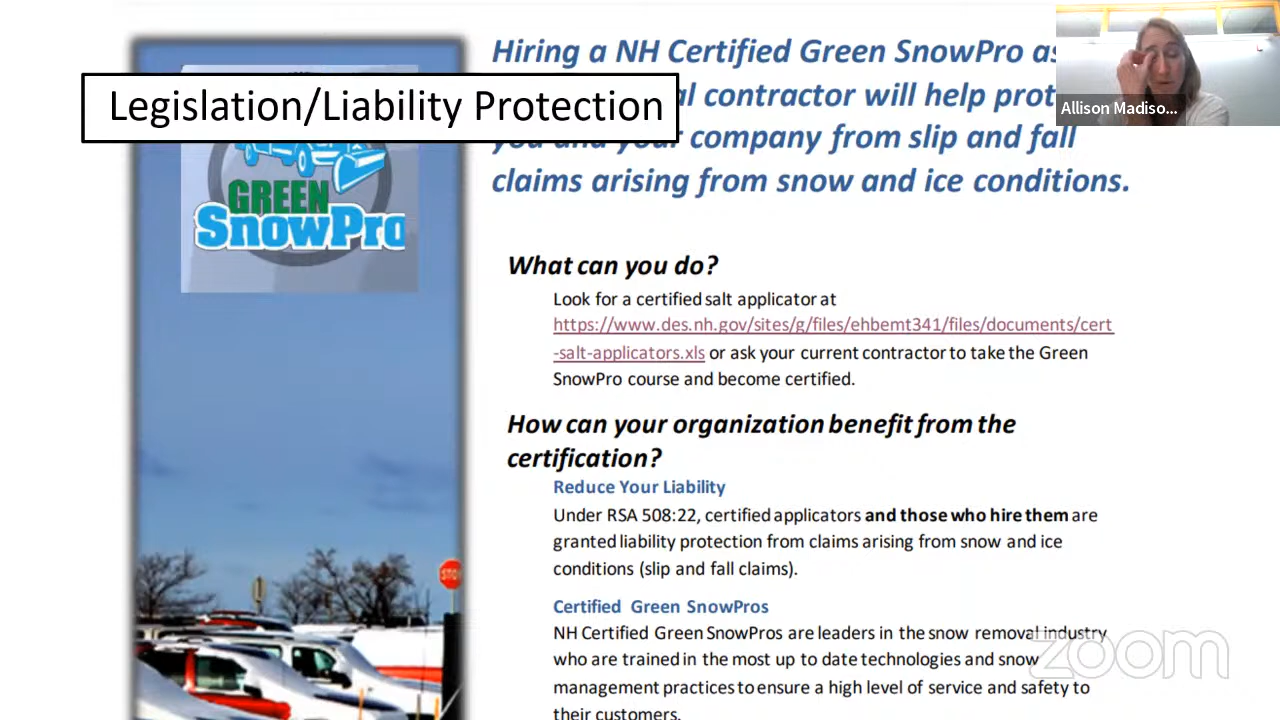 Hiring a NH Certified Green SnowPro as
Legislation/Liability Protection
al contractor will help prot
you and your company from slip and fall
claims arising from snow and ice conditions.
Allison Madiso...
GREEN
SnowPro
What can you do?
Look for a certified salt applicator at
https://www.des.nh.gov/sites/g/files/ehbemt341/files/documents/cert
-salt-applicators.xls or ask your current contractor to take the Green
SnowPro course and become certified.
How can your organization benefit from the
certification?
Reduce Your Liability
Under RSA 508:22, certified applicators and those who hire them are
granted liability protection from claims arising from snow and ice
conditions (slip and fall claims).
STOP
Certified Green SnowPros
NH Certified Green SnowPros are leaders in the snow removal industry
who are trained in the most up to date technologies and snow
management practices to ensure a high level of service and safety to
their customers.
zoom